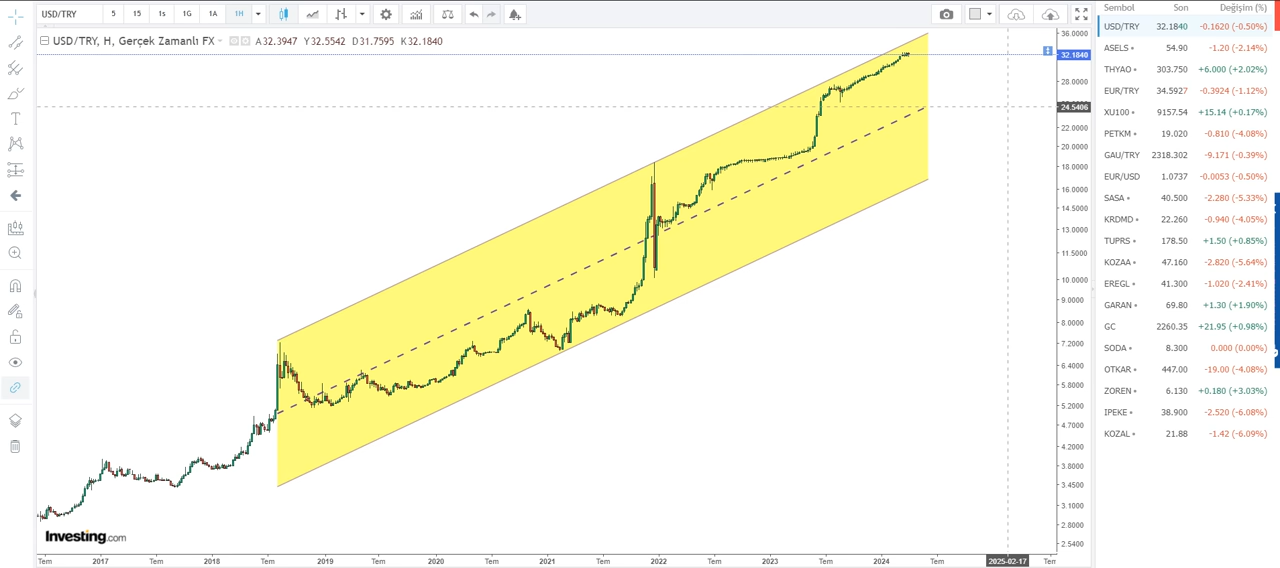 USD/TRY 5 15 1s 1G 1A 1H
USD/TRY, H, Gerçek Zamanlı FX A32.3947 Y32.5542 D31.7595 K32.1840
36.0000
32.1840
28.0000
24.5406
22.0000
20.0000
18.0000
16.0000
14.5000
13.0000
11.5000
10.0000
9.0000
8.0000
7.2000
6.4000
5.8000
5.2000
4.7000
4.2000
3.8000
3.4500
3.1000
2.8000
2.5400
Investing.com
Tem 2017 Tem 2018 Tem 2019 Tem 2020 Tem 2021 Tem 2022 Tem 2023 Tem 2024 Tem 2025-02-17
Sembol Son Değişim (%)
USD/TRY 32.1840 -0.1620 (-0.50%)
ASELS 54.90 -1.20 (-2.14%)
THYAO 303.750 +6.000 (+2.02%)
EUR/TRY 34.5927 -0.3924 (-1.12%)
XU100 9157.54 +15.14 (+0.17%)
PETKM 19.020 -0.810 (-4.08%)
GAU/TRY 2318.302 -9.171 (-0.39%)
EUR/USD 1.0737 -0.0053 (-0.50%)
SASA 40.500 -2.280 (-5.33%)
KRDMD 22.260 -0.940 (-4.05%)
TUPRS 178.50 +1.50 (+0.85%)
KOZAA 47.160 -2.820 (-5.64%)
EREGL 41.300 -1.020 (-2.41%)
GARAN 69.80 +1.30 (+1.90%)
GC 2260.35 +21.95 (+0.98%)
SODA 8.300 0.000 (0.00%)
OTKAR 447.00 -19.00 (-4.08%)
ZOREN 6.130 +0.180 (+3.03%)
IPEKE 38.900 -2.520 (-6.08%)
KOZAL 21.88 -1.42 (-6.09%)